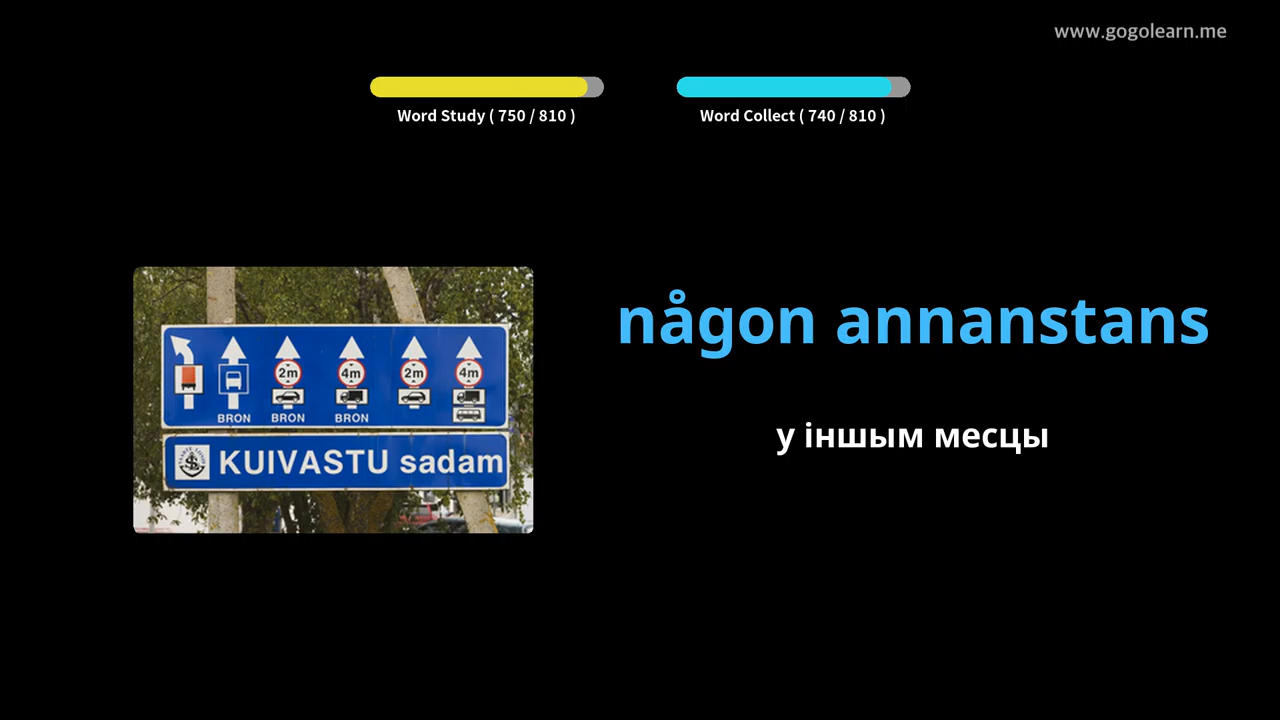 www.gogolearn.me
Word Study ( 750 / 810 )
Word Collect ( 740 / 810 )
någon annanstans
у іншым месцы
2m
4m
2m
4m
BRON
BRON
BRON
KUIVASTU sadam